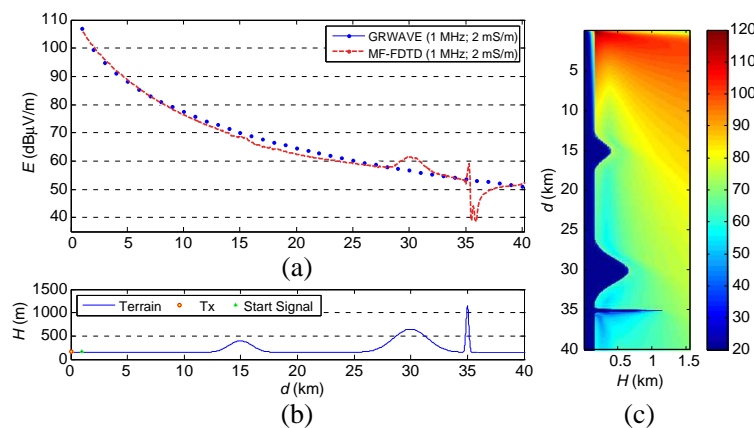 E (dBμV/m)
110
100
90
80
70
60
50
40
GRWAVE (1 MHz; 2 mS/m)
MF-FDTD (1 MHz; 2 mS/m)
0 5 10 15 20 25 30 35 40
(a)
H (m)
1500
1000
500
0
Terrain Tx Start Signal
0 5 10 15 20 25 30 35 40
d (km)
(b)
d (km)
5
10
15
20
25
30
35
40
0.5 1 1.5
H (km)
120
110
100
90
80
70
60
50
40
30
20
(c)